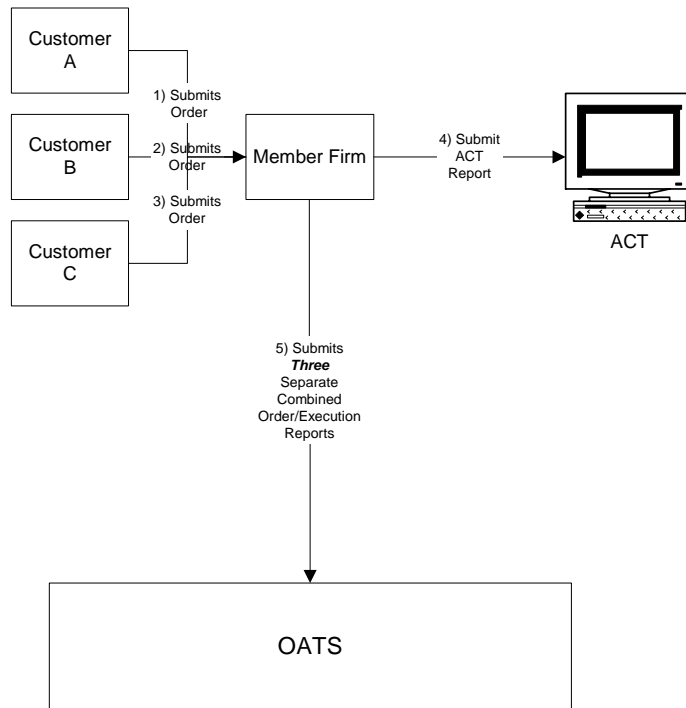 Customer
A
1) Submits
Order
Customer
B
2) Submits
Order
3) Submits
Order
Customer
C
Member Firm
4) Submit
ACT
Report
ACT
5) Submits
Three
Separate
Combined
Order/Execution
Reports
OATS